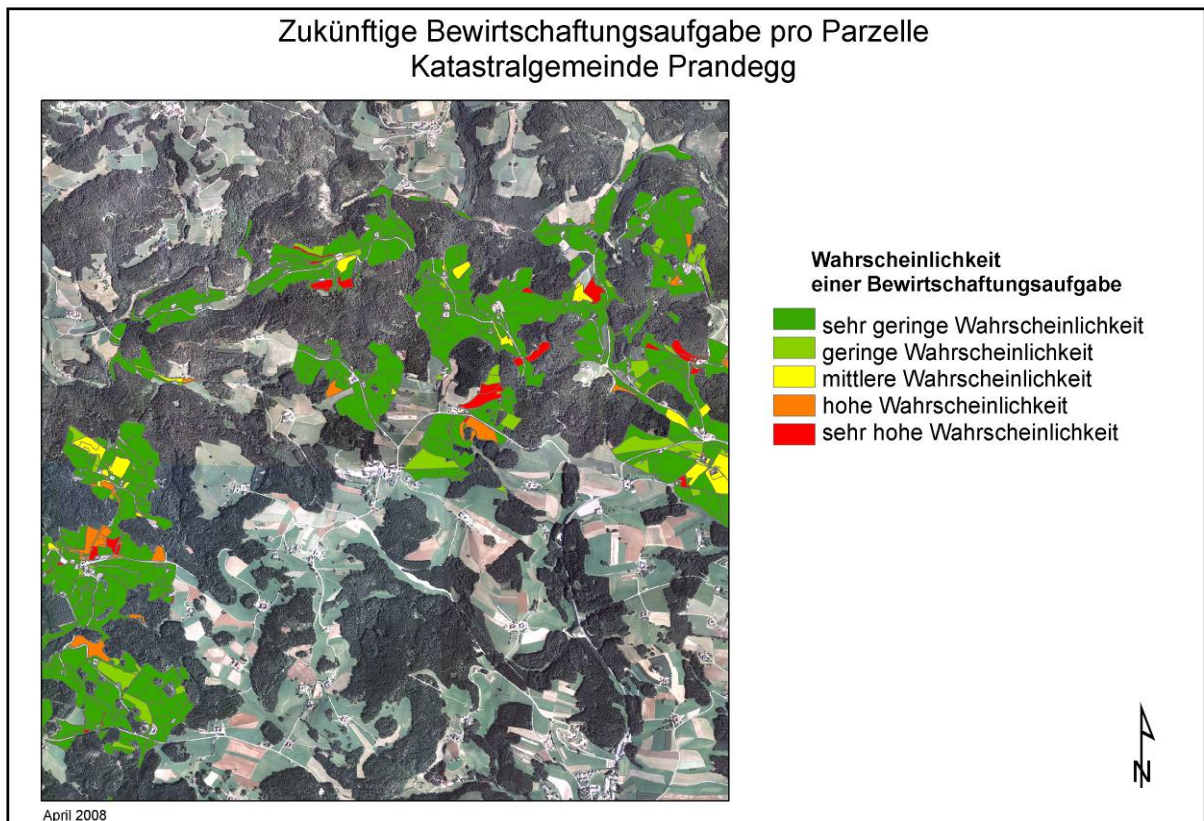 Zukünftige Bewirtschaftungsaufgabe pro Parzelle
Katastralgemeinde Prandegg
Wahrscheinlichkeit
einer Bewirtschaftungsaufgabe
sehr geringe Wahrscheinlichkeit
geringe Wahrscheinlichkeit
mittlere Wahrscheinlichkeit
hohe Wahrscheinlichkeit
sehr hohe Wahrscheinlichkeit
N
April 2008